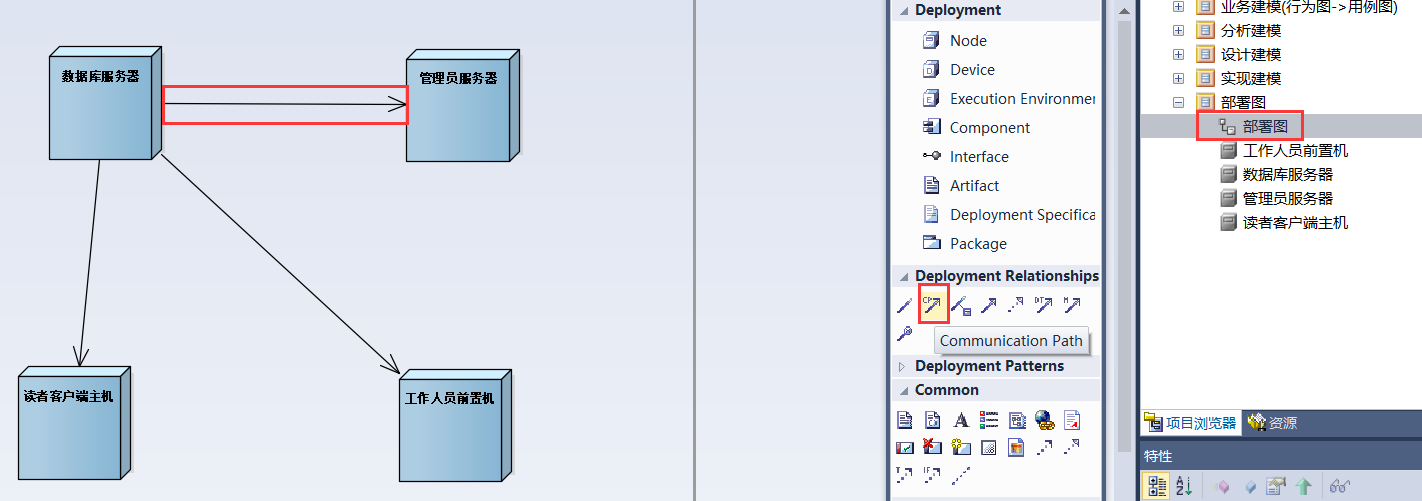 数据库服务器
管理员服务器
读者客户端主机
工作人员前置机
Deployment
Node
Device
Execution Environmer
Component
Interface
Artifact
Deployment Specifica
Package
Deployment Relationships
Communication Path
Deployment Patterns
Common
业务建模(行为图->用例图)
分析建模
设计建模
实现建模
部署图
部署图
工作人员前置机
数据库服务器
管理员服务器
读者客户端主机
项目浏览器
资源
特性